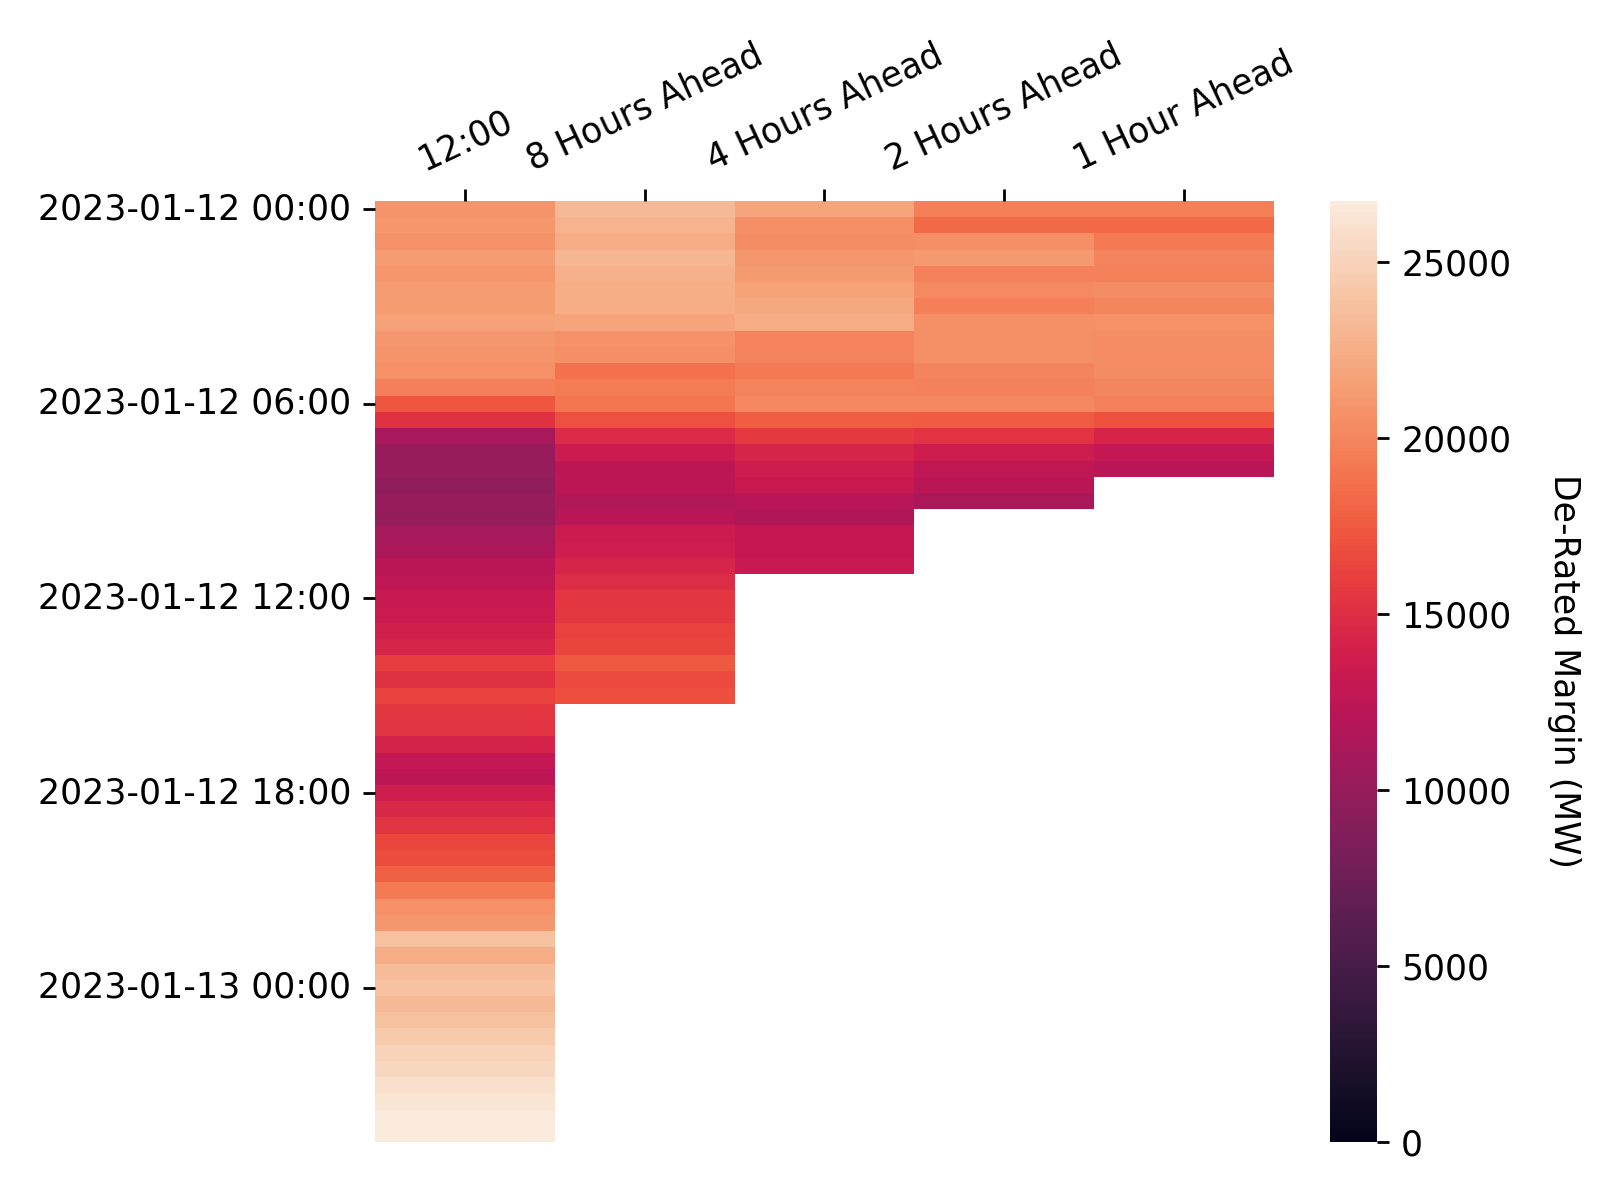 12:00
8 Hours Ahead
4 Hours Ahead
2 Hours Ahead
1 Hour Ahead
2023-01-12 00:00
2023-01-12 06:00
2023-01-12 12:00
2023-01-12 18:00
2023-01-13 00:00
25000
20000
15000
10000
5000
0
De-Rated Margin (MW)